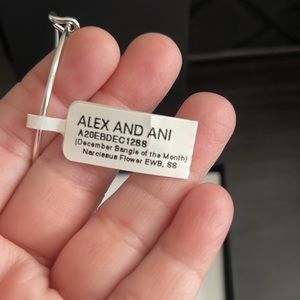 ALEX AND ANI
A20EBDEC12SS
(December Bangle of the Month)
Narcissus Flower EWB, SS